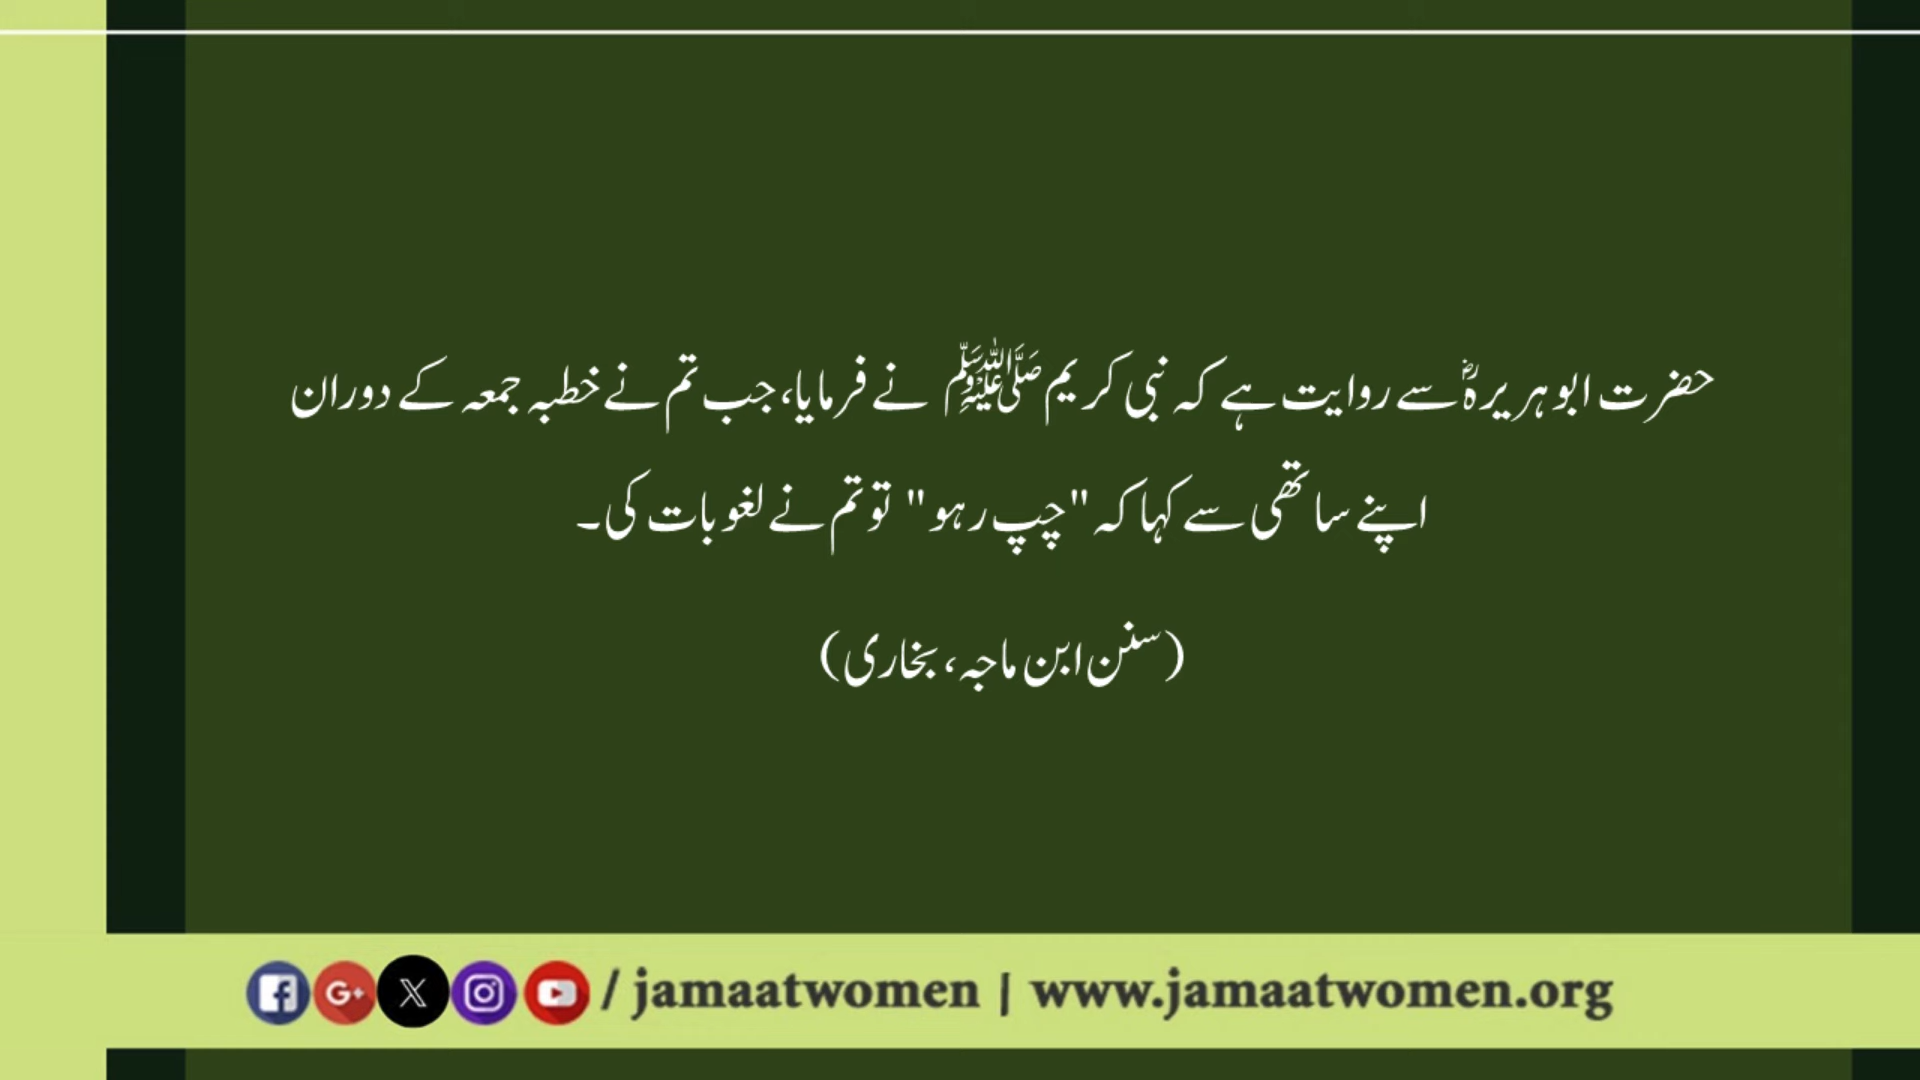 حضرت ابوہریرہؓ سے روایت ہے کہ نبی کریم ﷺ نے فرمایا، جب تم نے خطبہ جمعہ کے دوران
اپنے ساتھی سے کہا کہ "چپ رہو" تو تم نے لغو بات کی۔
(سنن ابن ماجہ، بخاری)
/ jamaatwomen | www.jamaatwomen.org